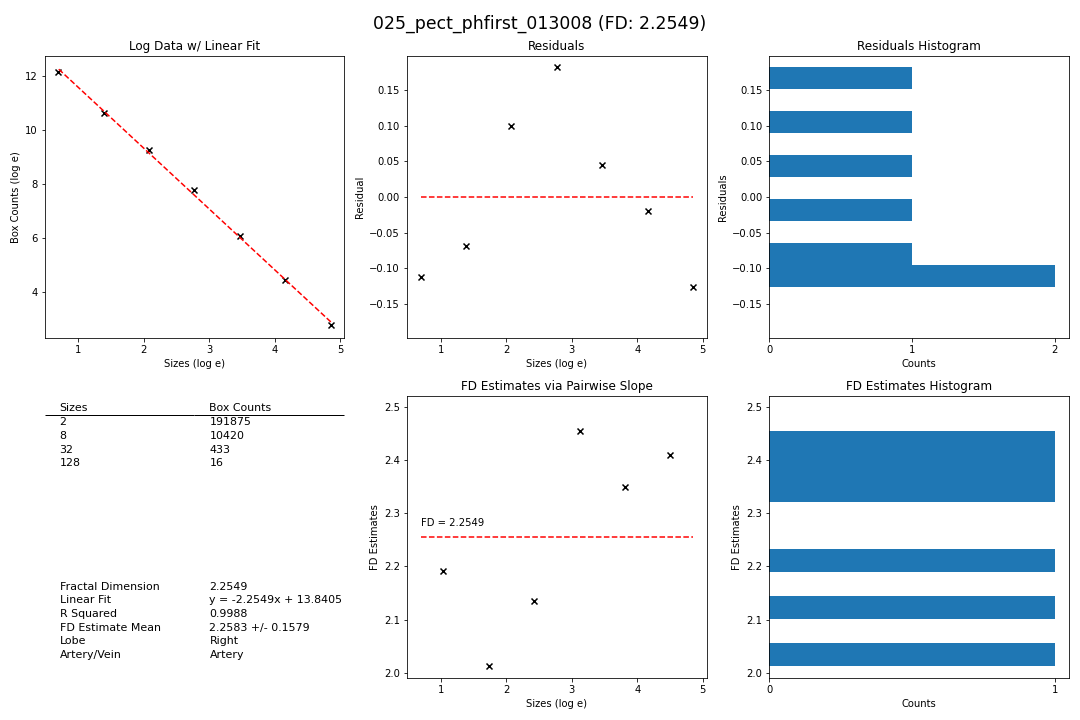 025_pect_phfirst_013008 (FD: 2.2549)
Log Data w/ Linear Fit
Box Counts (log e)
12
10
8
6
4
1 2 3 4 5
Sizes (log e)
Residuals
Residual
0.15
0.10
0.05
0.00
−0.05
−0.10
−0.15
1 2 3 4 5
Sizes (log e)
Residuals Histogram
Residuals
0.15
0.10
0.05
0.00
−0.05
−0.10
−0.15
0 1 2
Counts
Sizes Box Counts
2 191875
8 10420
32 433
128 16
Fractal Dimension 2.2549
Linear Fit y = -2.2549x + 13.8405
R Squared 0.9988
FD Estimate Mean 2.2583 +/- 0.1579
Lobe Right
Artery/Vein Artery
FD Estimates via Pairwise Slope
FD Estimates
2.5
2.4
2.3
2.2
2.1
2.0
FD = 2.2549
1 2 3 4 5
Sizes (log e)
FD Estimates Histogram
FD Estimates
2.5
2.4
2.3
2.2
2.1
2.0
0 1
Counts